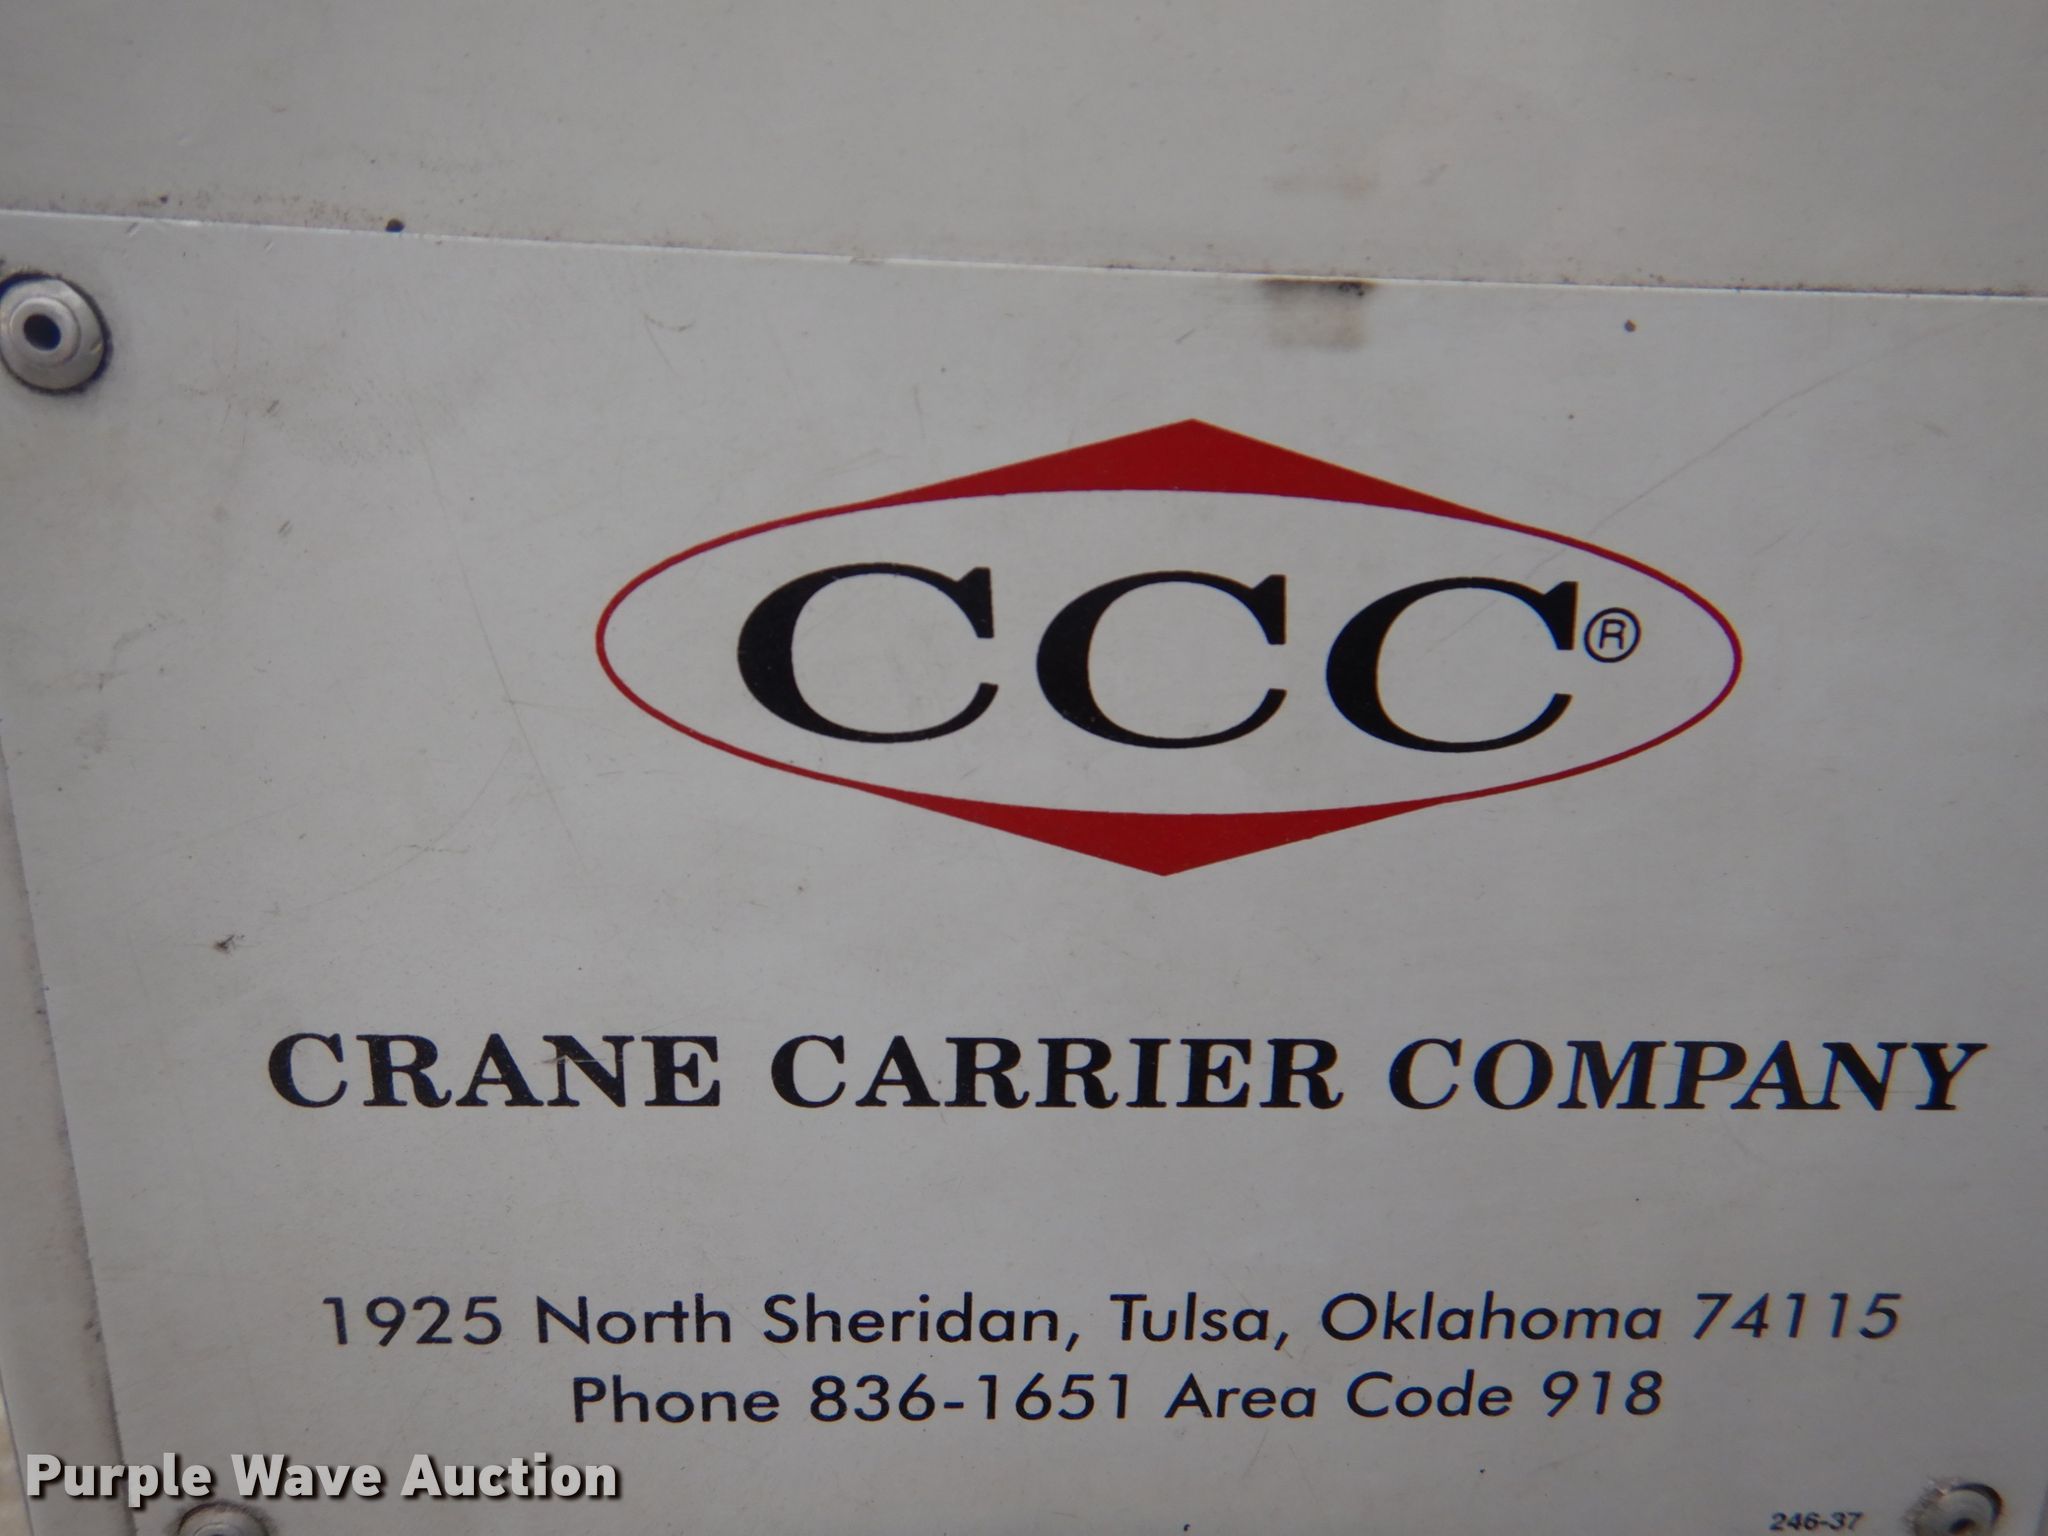 CCC®
CRANE CARRIER COMPANY
1925 North Sheridan, Tulsa, Oklahoma 74115
Phone 836-1651 Area Code 918
Purple Wave Auction
246-37